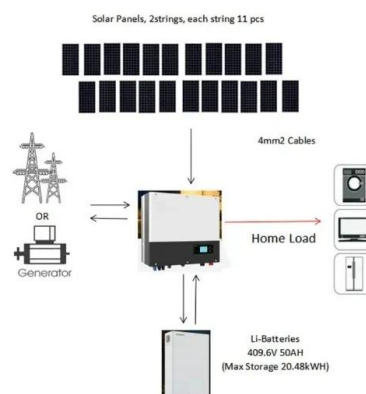 Solar Panels, 2strings, each string 11 pcs
4mm2 Cables
OR
Home Load
Generator
Li-Batteries
409.6V 50AH
(Max Storage 20.48kWH)